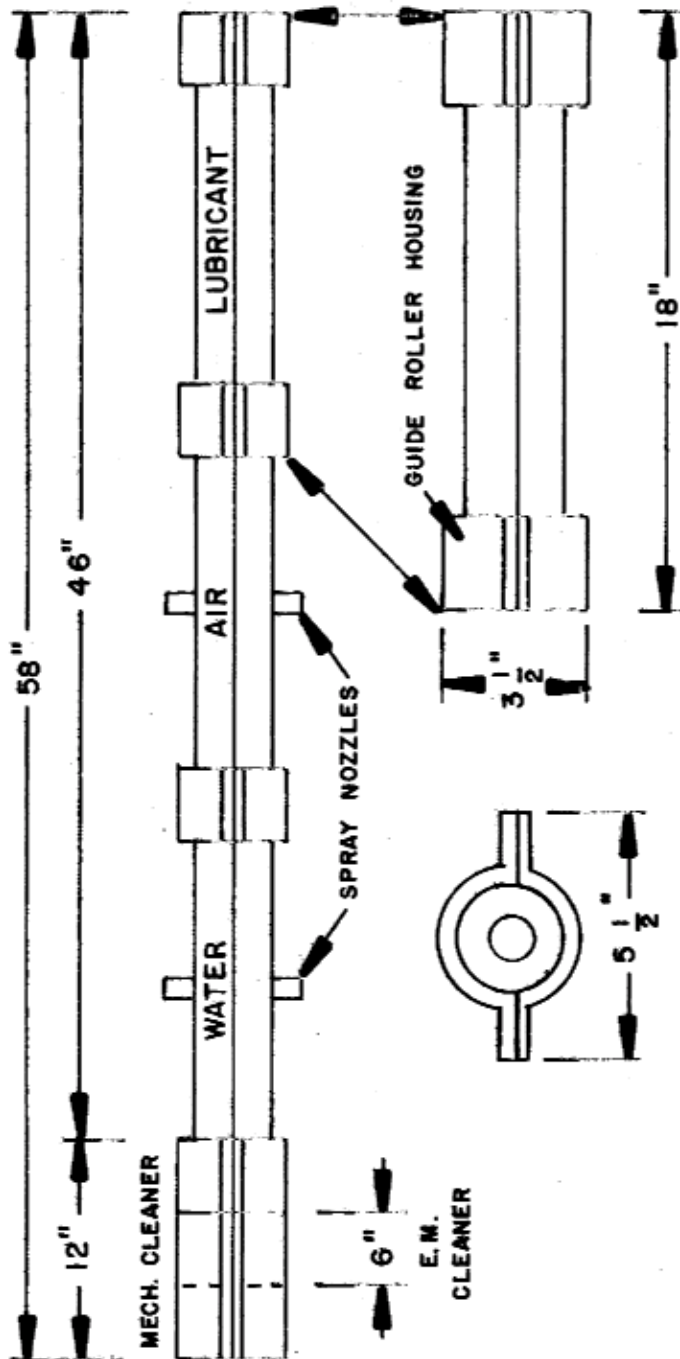 58"
46"
12"
LUBRICANT
AIR
WATER
MECH. CLEANER
6"
E.M.
CLEANER
SPRAY NOZZLES
GUIDE ROLLER HOUSING
18"
3 1/2"
5 1/2"